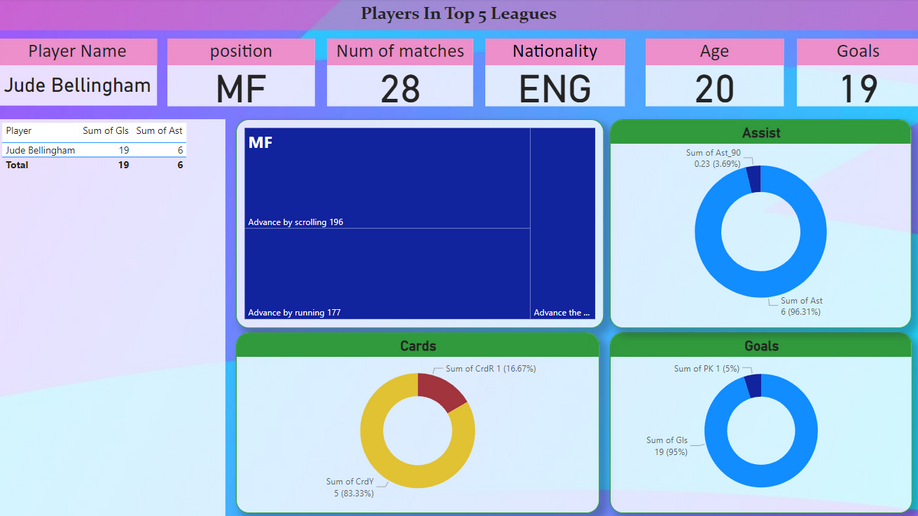 Players In Top 5 Leagues
Player Name
Jude Bellingham
position
MF
Num of matches
28
Nationality
ENG
Age
20
Goals
19
Player Sum of Gls Sum of Ast
Jude Bellingham 19 6
Total 19 6
MF
Advance by scrolling 196
Advance by running 177
Advance the ...
Assist
Sum of Ast_90
0.23 (3.69%)
Sum of Ast
6 (96.31%)
Cards
Sum of CrdR 1 (16.67%)
Sum of CrdY
5 (83.33%)
Goals
Sum of PK 1 (5%)
Sum of Gls
19 (95%)